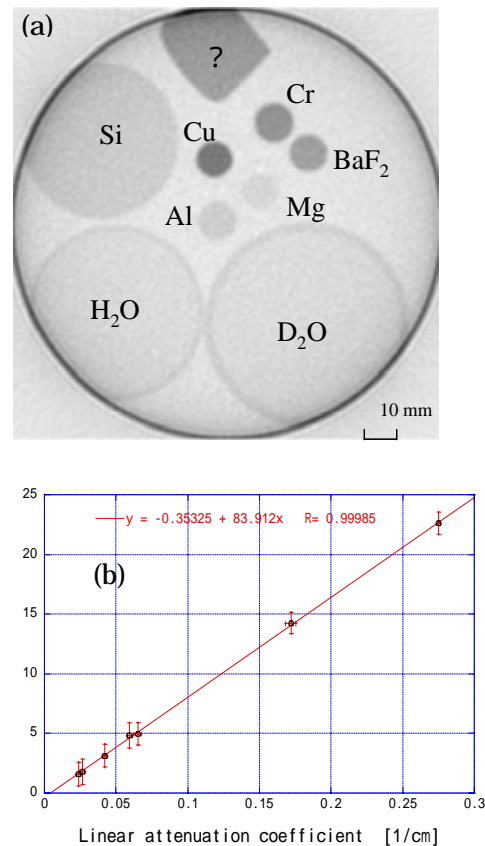 (a)
?
Cr
Si
Cu
BaF₂
Al
Mg
H₂O
D₂O
10 mm
25
y = -0.35325 + 83.912x R= 0.99985
20
(b)
15
10
5
0
0 0.05 0.1 0.15 0.2 0.25 0.3
Linear attenuation coefficient [1/cm]